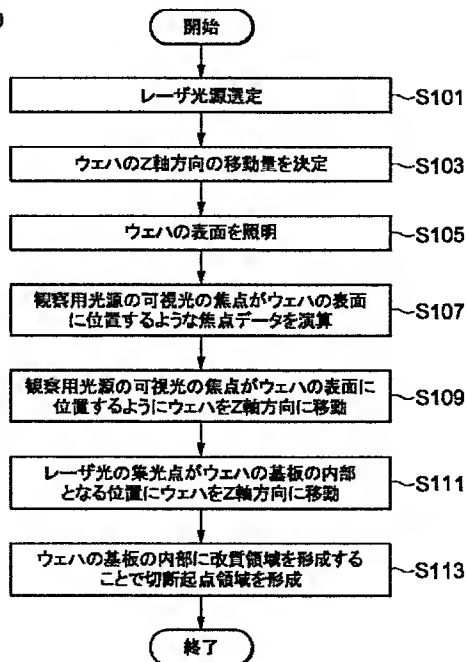 開始
レーザ光源選定
S101
ウェハのZ軸方向の移動量を決定
S103
ウェハの表面を照明
S105
観察用光源の可視光の焦点がウェハの表面
に位置するような焦点データを演算
S107
観察用光源の可視光の焦点がウェハの表面に
位置するようにウェハをZ軸方向に移動
S109
レーザ光の集光点がウェハの基板の内部
となる位置にウェハをZ軸方向に移動
S111
ウェハの基板の内部に改質領域を形成する
ことで切断起点領域を形成
S113
終了